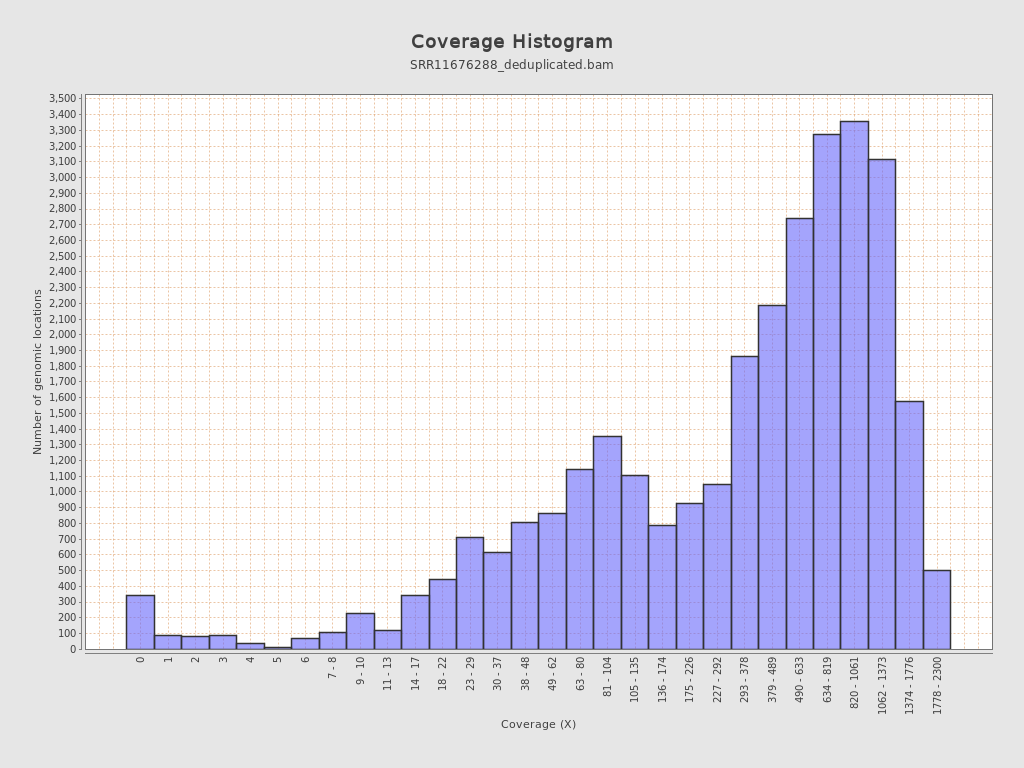 Coverage Histogram
SRR11676288_deduplicated.bam
Number of genomic locations
3,500
3,400
3,300
3,200
3,100
3,000
2,900
2,800
2,700
2,600
2,500
2,400
2,300
2,200
2,100
2,000
1,900
1,800
1,700
1,600
1,500
1,400
1,300
1,200
1,100
1,000
900
800
700
600
500
400
300
200
100
0
0
1
2
3
4
5
6
7 - 8
9 - 10
11 - 13
14 - 17
18 - 22
23 - 29
30 - 37
38 - 48
49 - 62
63 - 80
81 - 104
105 - 135
136 - 174
175 - 226
227 - 292
293 - 378
379 - 489
490 - 633
634 - 819
820 - 1061
1062 - 1373
1374 - 1776
1778 - 2300
Coverage (X)